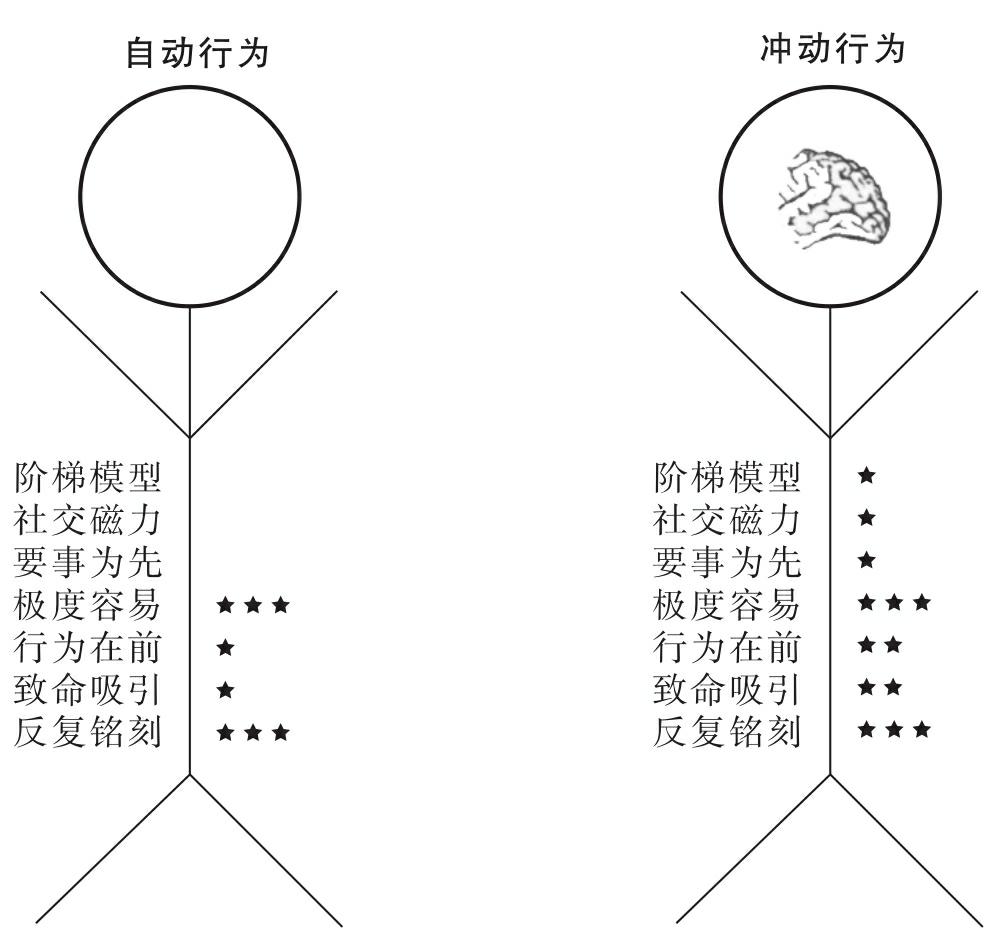 自动行为
阶梯模型
社交磁力
要事为先
极度容易 ★★★
行为在前 ★
致命吸引 ★
反复铭刻 ★★★
冲动行为
阶梯模型 ★
社交磁力 ★
要事为先 ★
极度容易 ★★★
行为在前 ★★
致命吸引 ★★
反复铭刻 ★★★